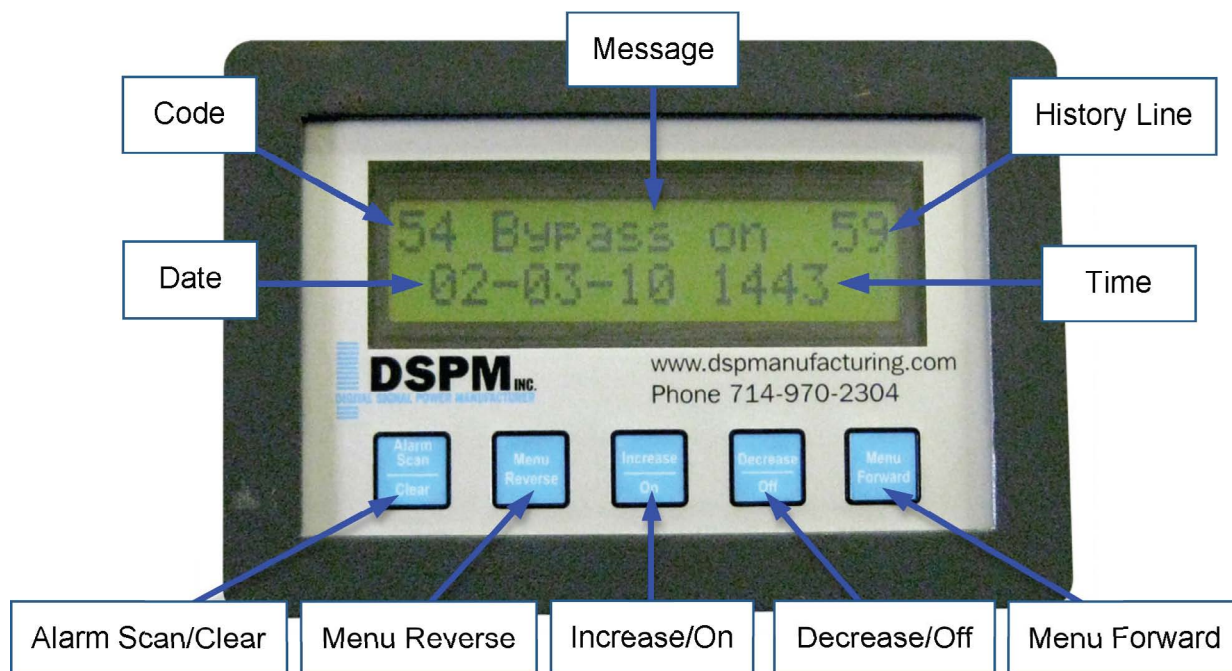 Message
Code
History Line
54 Bypass on 59
Date
02-03-10 1443
Time
DSPM INC.
DIGITAL SIGNAL POWER MANUFACTURER
www.dspmanufacturing.com
Phone 714-970-2304
Alarm
Scan
Clear
Menu
Reverse
Increase
On
Decrease
Off
Menu
Forward
Alarm Scan/Clear
Menu Reverse
Increase/On
Decrease/Off
Menu Forward